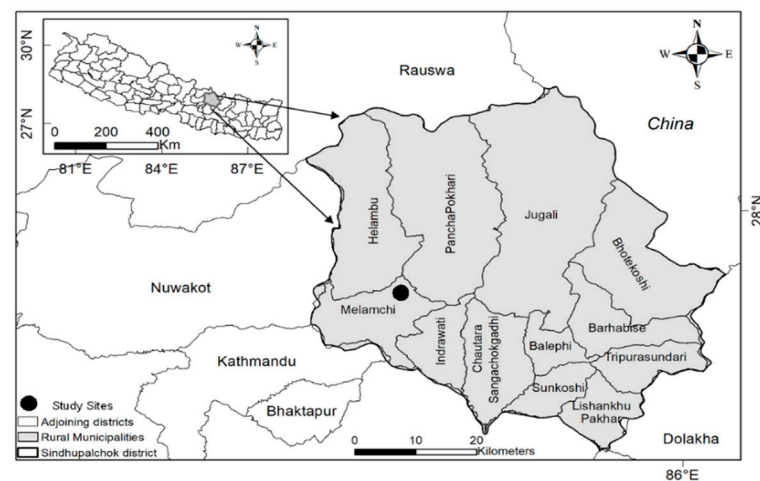 30°N
27°N
81°E
84°E
87°E
N
W
E
S
0 200 400
Km
Rauswa
N
W
E
S
China
28°N
Helambu
PanchaPokhari
Jugali
Bhotekoshi
Nuwakot
Melamchi
Indrawati
Chautara
Sangachokgadhi
Balephi
Barhabise
Tripurasundari
Sunkoshi
Lishankhu
Pakhar
Kathmandu
Bhaktapur
Dolakha
Study Sites
Adjoining districts
Rural Municipalities
Sindhupalchok district
0 10 20
Kilometers
86°E